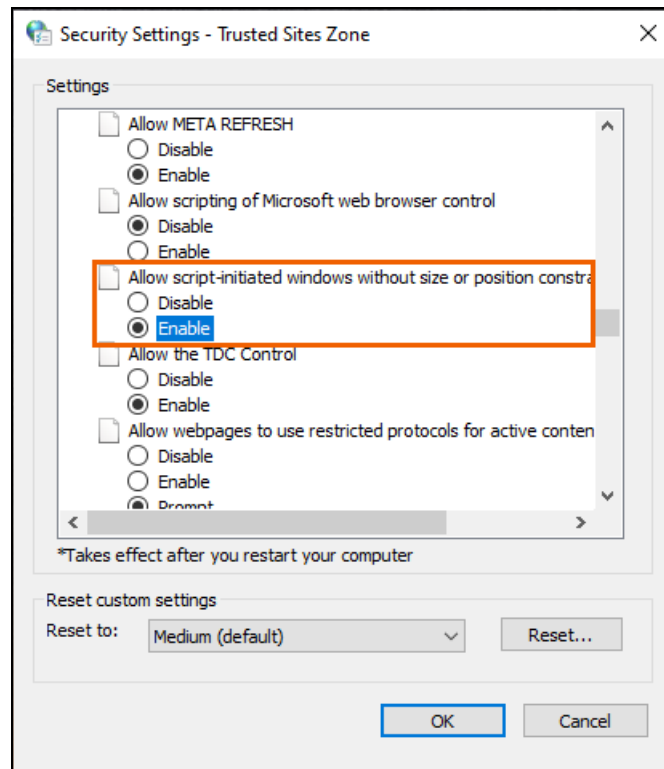 Security Settings - Trusted Sites Zone
Settings
Allow META REFRESH
Disable
Enable
Allow scripting of Microsoft web browser control
Disable
Enable
Allow script-initiated windows without size or position constra
Disable
Enable
Allow the TDC Control
Disable
Enable
Allow webpages to use restricted protocols for active conten
Disable
Enable
Prompt
*Takes effect after you restart your computer
Reset custom settings
Reset to:
Medium (default)
Reset...
OK
Cancel